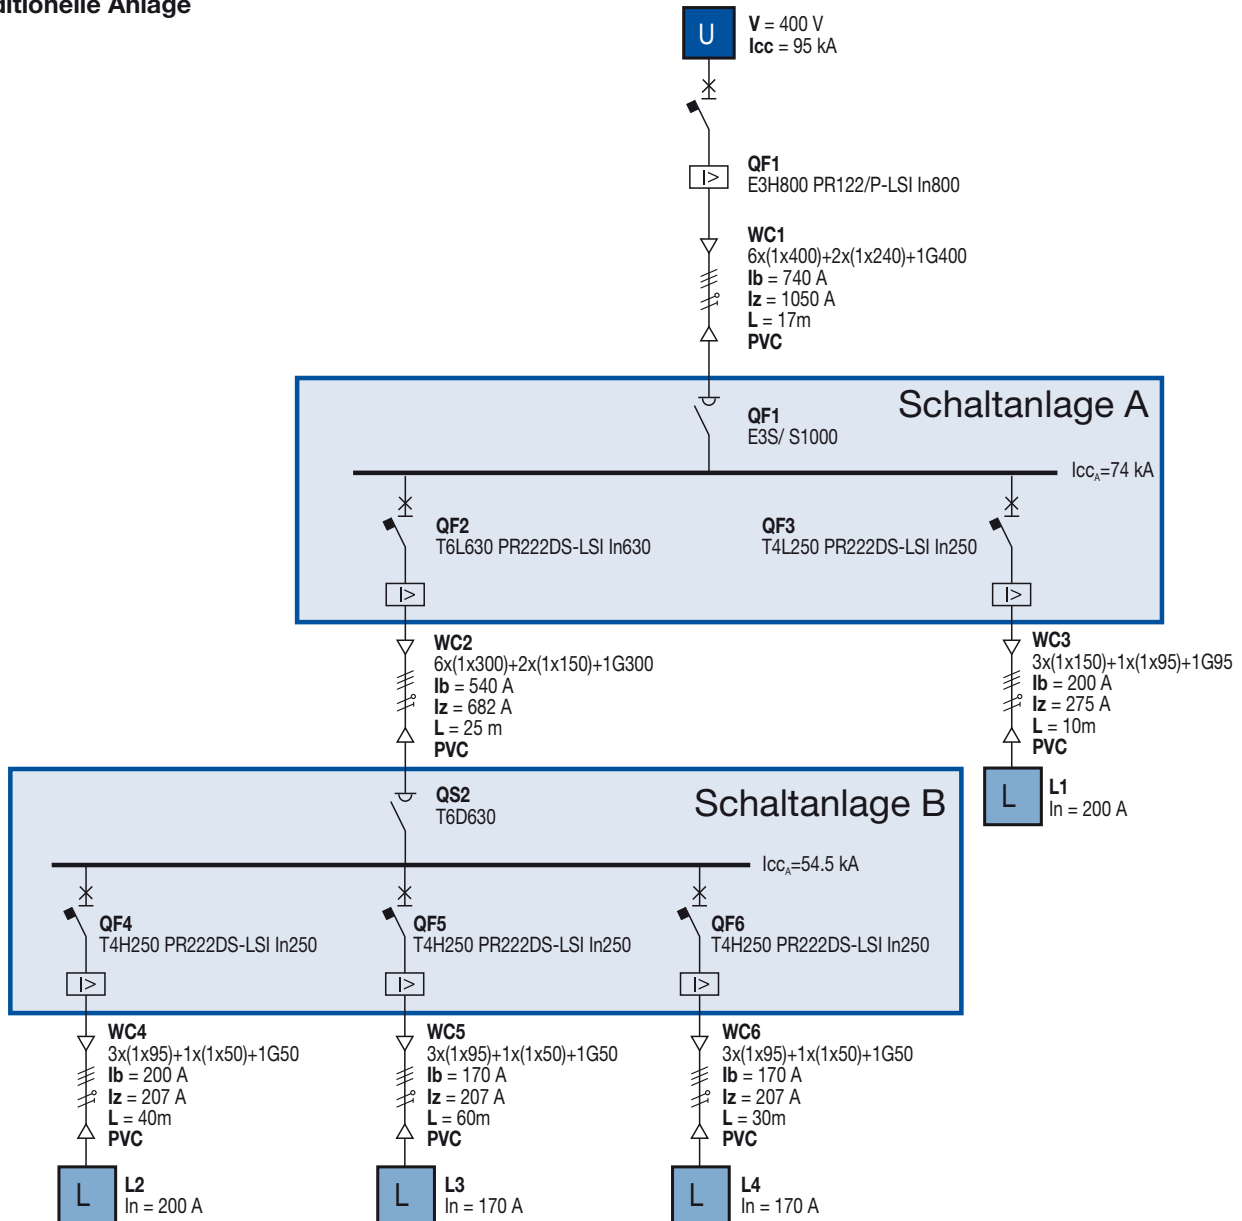 ditionelle Anlage
U
V = 400 V
Icc = 95 kA
I>
QF1
E3H800 PR122/P-LSI In800
WC1
6x(1x400)+2x(1x240)+1G400
Ib = 740 A
Iz = 1050 A
L = 17m
PVC
Schaltanlage A
QF1
E3S/ S1000
IccA=74 kA
QF2
T6L630 PR222DS-LSI In630
I>
QF3
T4L250 PR222DS-LSI In250
I>
WC2
6x(1x300)+2x(1x150)+1G300
Ib = 540 A
Iz = 682 A
L = 25 m
PVC
WC3
3x(1x150)+1x(1x95)+1G95
Ib = 200 A
Iz = 275 A
L = 10m
PVC
L
L1
In = 200 A
Schaltanlage B
QS2
T6D630
IccA=54.5 kA
QF4
T4H250 PR222DS-LSI In250
I>
QF5
T4H250 PR222DS-LSI In250
I>
QF6
T4H250 PR222DS-LSI In250
I>
WC4
3x(1x95)+1x(1x50)+1G50
Ib = 200 A
Iz = 207 A
L = 40m
PVC
WC5
3x(1x95)+1x(1x50)+1G50
Ib = 170 A
Iz = 207 A
L = 60m
PVC
WC6
3x(1x95)+1x(1x50)+1G50
Ib = 170 A
Iz = 207 A
L = 30m
PVC
L
L2
In = 200 A
L
L3
In = 170 A
L
L4
In = 170 A